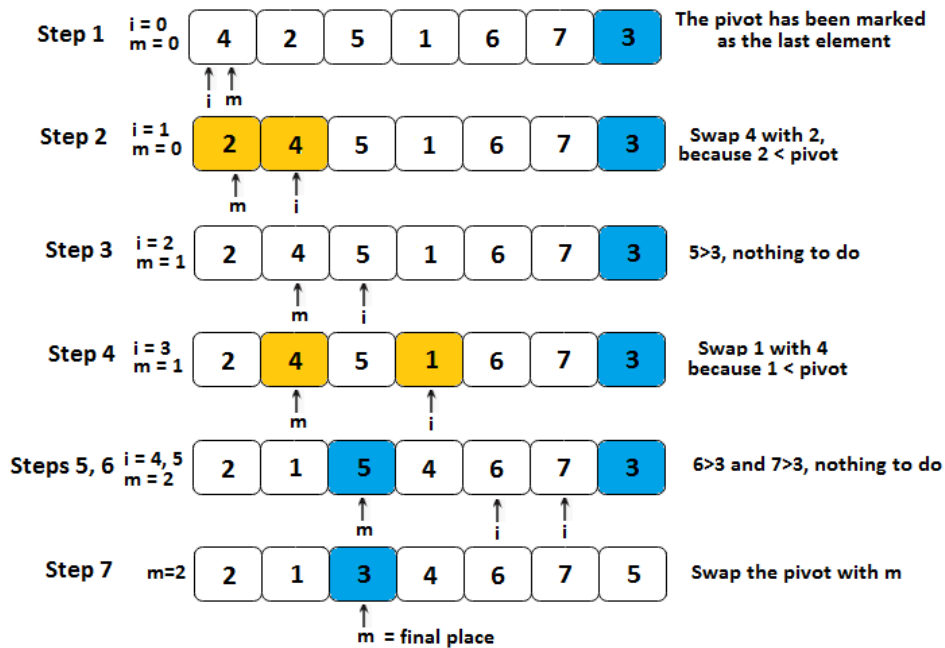 Step 1
i = 0
m = 0
4 2 5 1 6 7 3
The pivot has been marked
as the last element
i m
Step 2
i = 1
m = 0
2 4 5 1 6 7 3
Swap 4 with 2,
because 2 < pivot
m i
Step 3
i = 2
m = 1
2 4 5 1 6 7 3
5>3, nothing to do
m i
Step 4
i = 3
m = 1
2 4 5 1 6 7 3
Swap 1 with 4
because 1 < pivot
m i
Steps 5, 6
i = 4, 5
m = 2
2 1 5 4 6 7 3
6>3 and 7>3, nothing to do
m i i
Step 7
m=2
2 1 3 4 6 7 5
Swap the pivot with m
m = final place